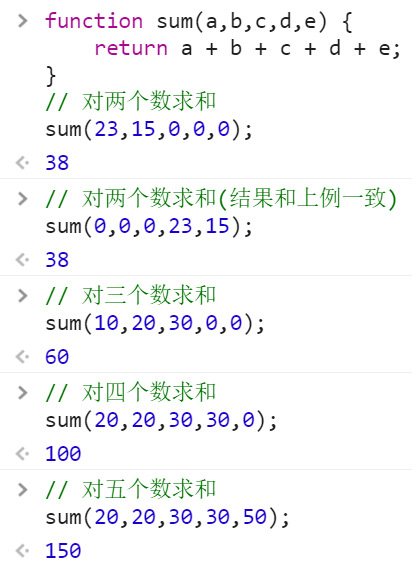 function sum(a,b,c,d,e) {
    return a + b + c + d + e;
}
// 对两个数求和
sum(23,15,0,0,0);
38
// 对两个数求和(结果和上例一致)
sum(0,0,0,23,15);
38
// 对三个数求和
sum(10,20,30,0,0);
60
// 对四个数求和
sum(20,20,30,30,0);
100
// 对五个数求和
sum(20,20,30,30,50);
150